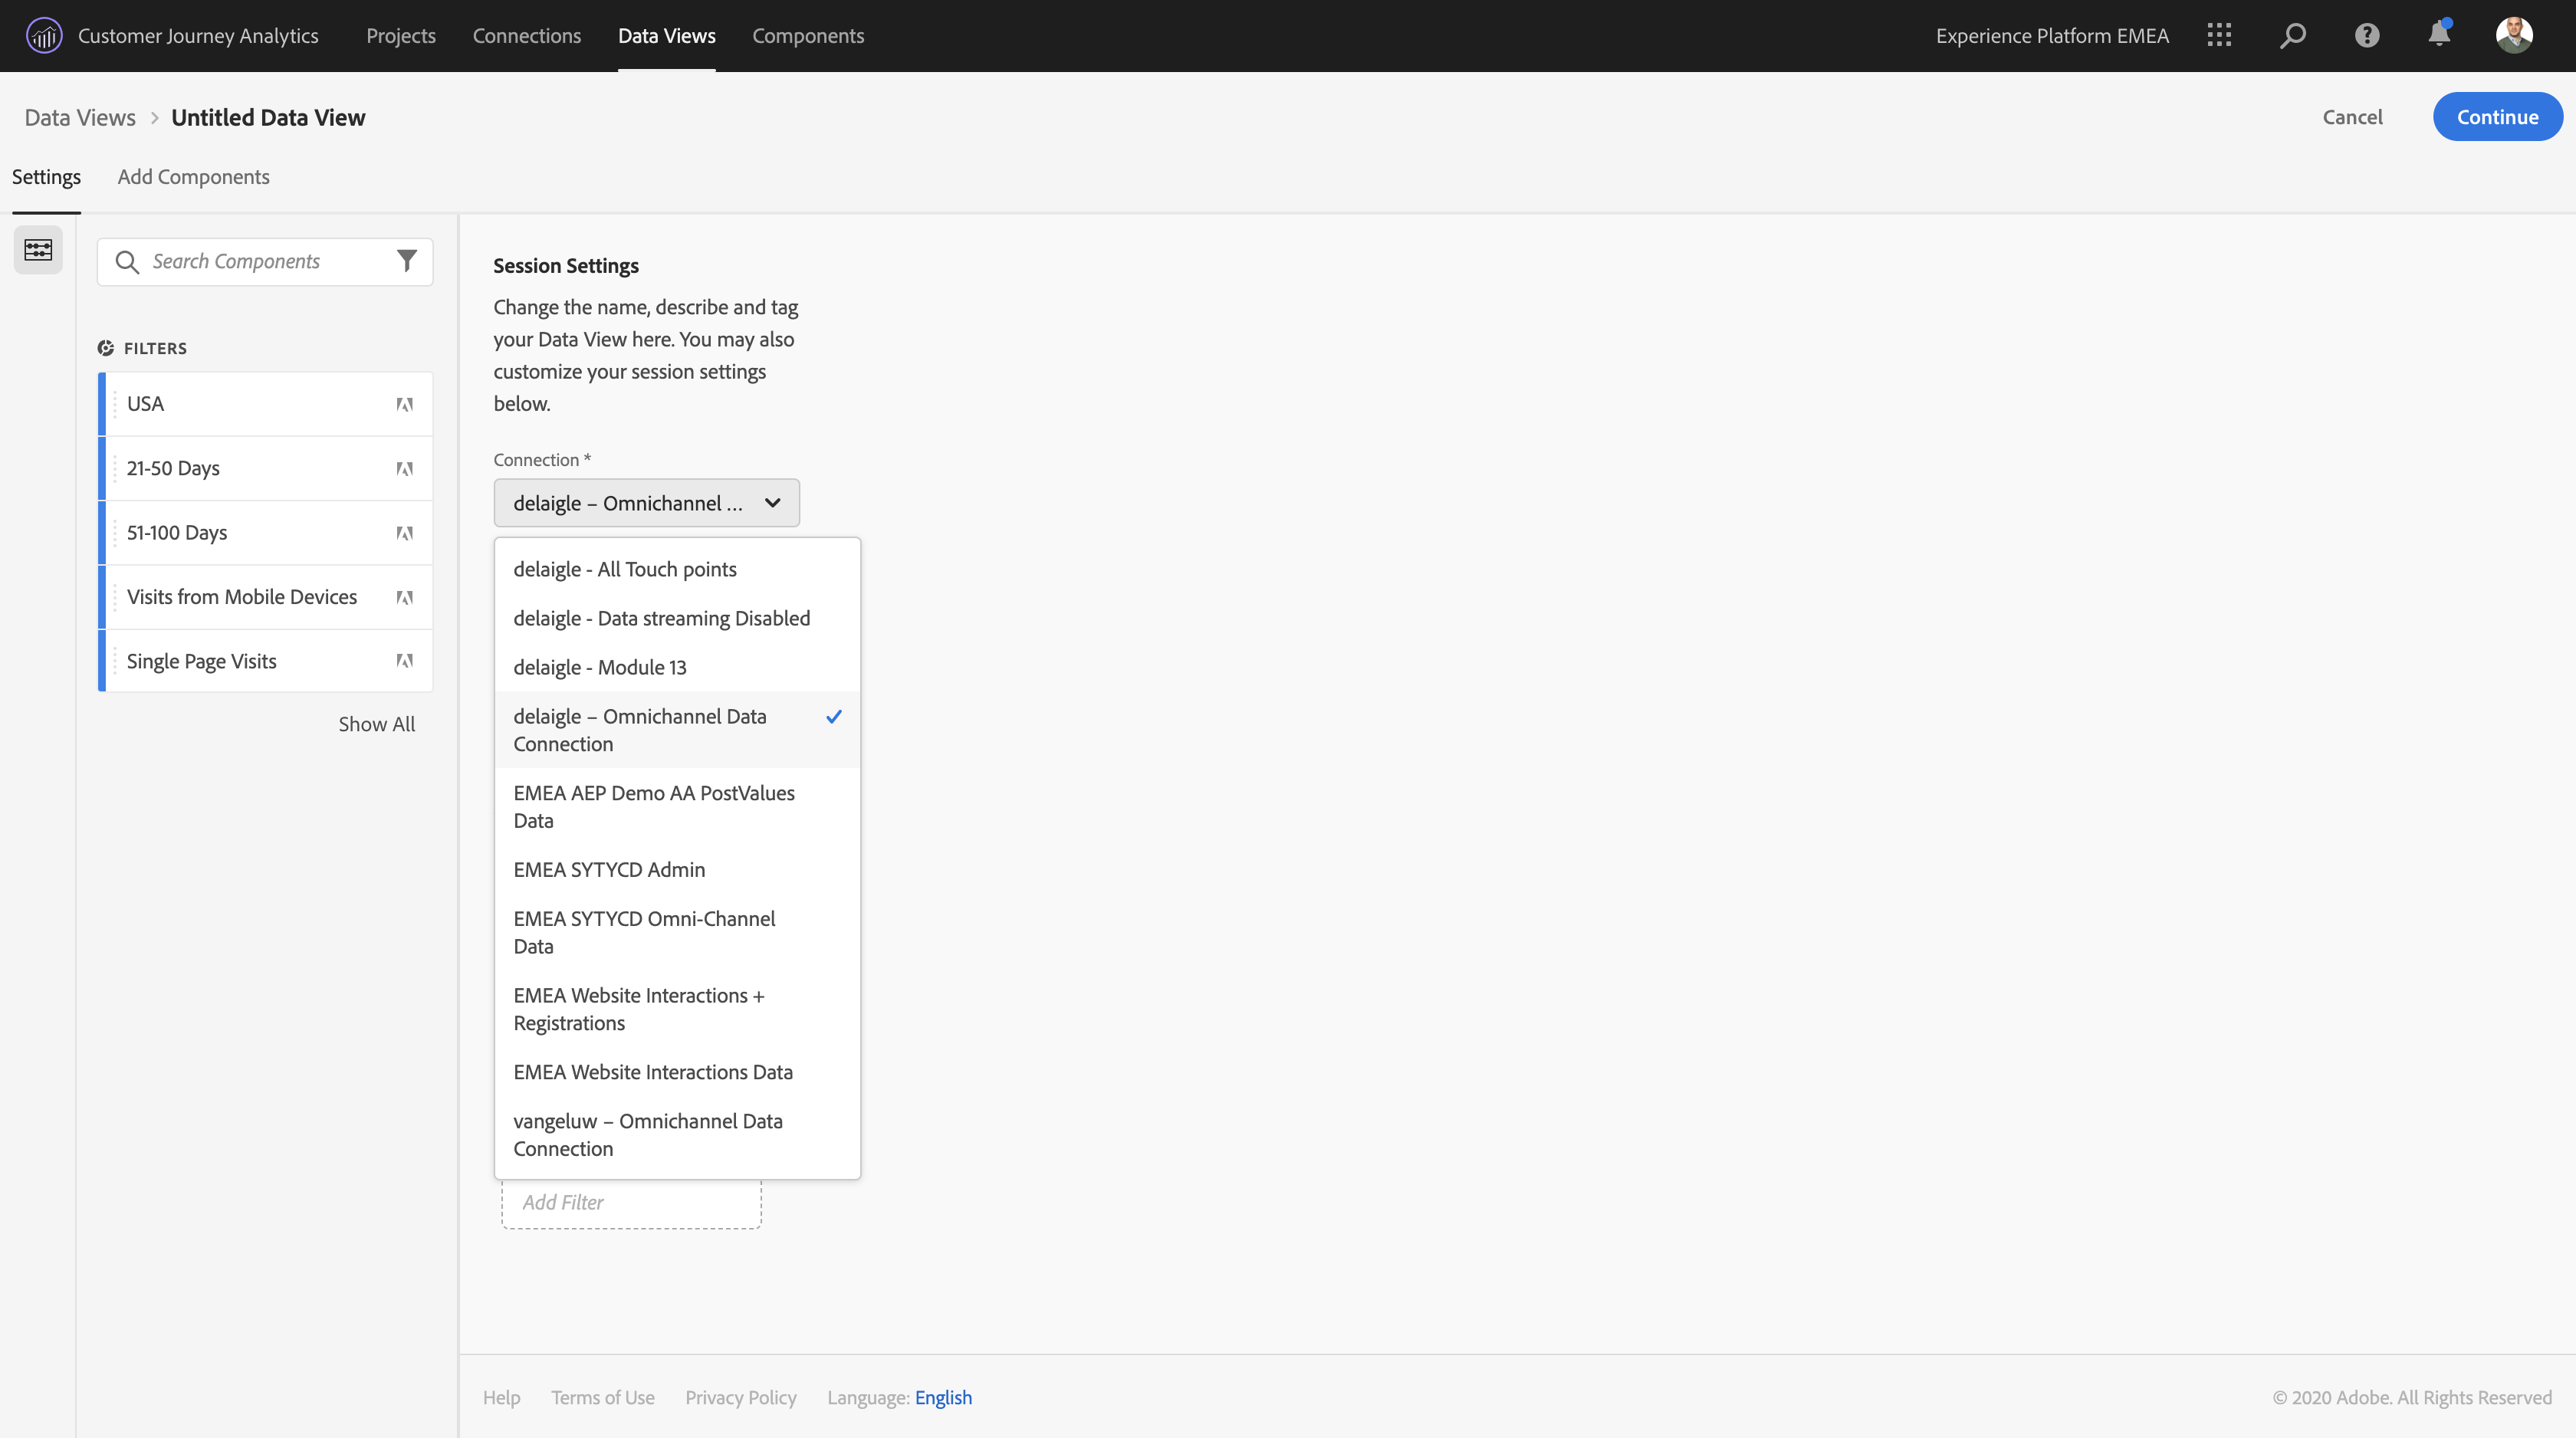 Customer Journey Analytics Projects Connections Data Views Components Experience Platform EMEA
Data Views > Untitled Data View Cancel Continue
Settings Add Components
Search Components
FILTERS
USA
21-50 Days
51-100 Days
Visits from Mobile Devices
Single Page Visits
Show All
Session Settings
Change the name, describe and tag
your Data View here. You may also
customize your session settings
below.
Connection *
delaigle – Omnichannel ...
delaigle - All Touch points
delaigle - Data streaming Disabled
delaigle - Module 13
delaigle – Omnichannel Data
Connection
EMEA AEP Demo AA PostValues
Data
EMEA SYTYCD Admin
EMEA SYTYCD Omni-Channel
Data
EMEA Website Interactions +
Registrations
EMEA Website Interactions Data
vangeluw – Omnichannel Data
Connection
Add Filter
Help Terms of Use Privacy Policy Language: English © 2020 Adobe. All Rights Reserved